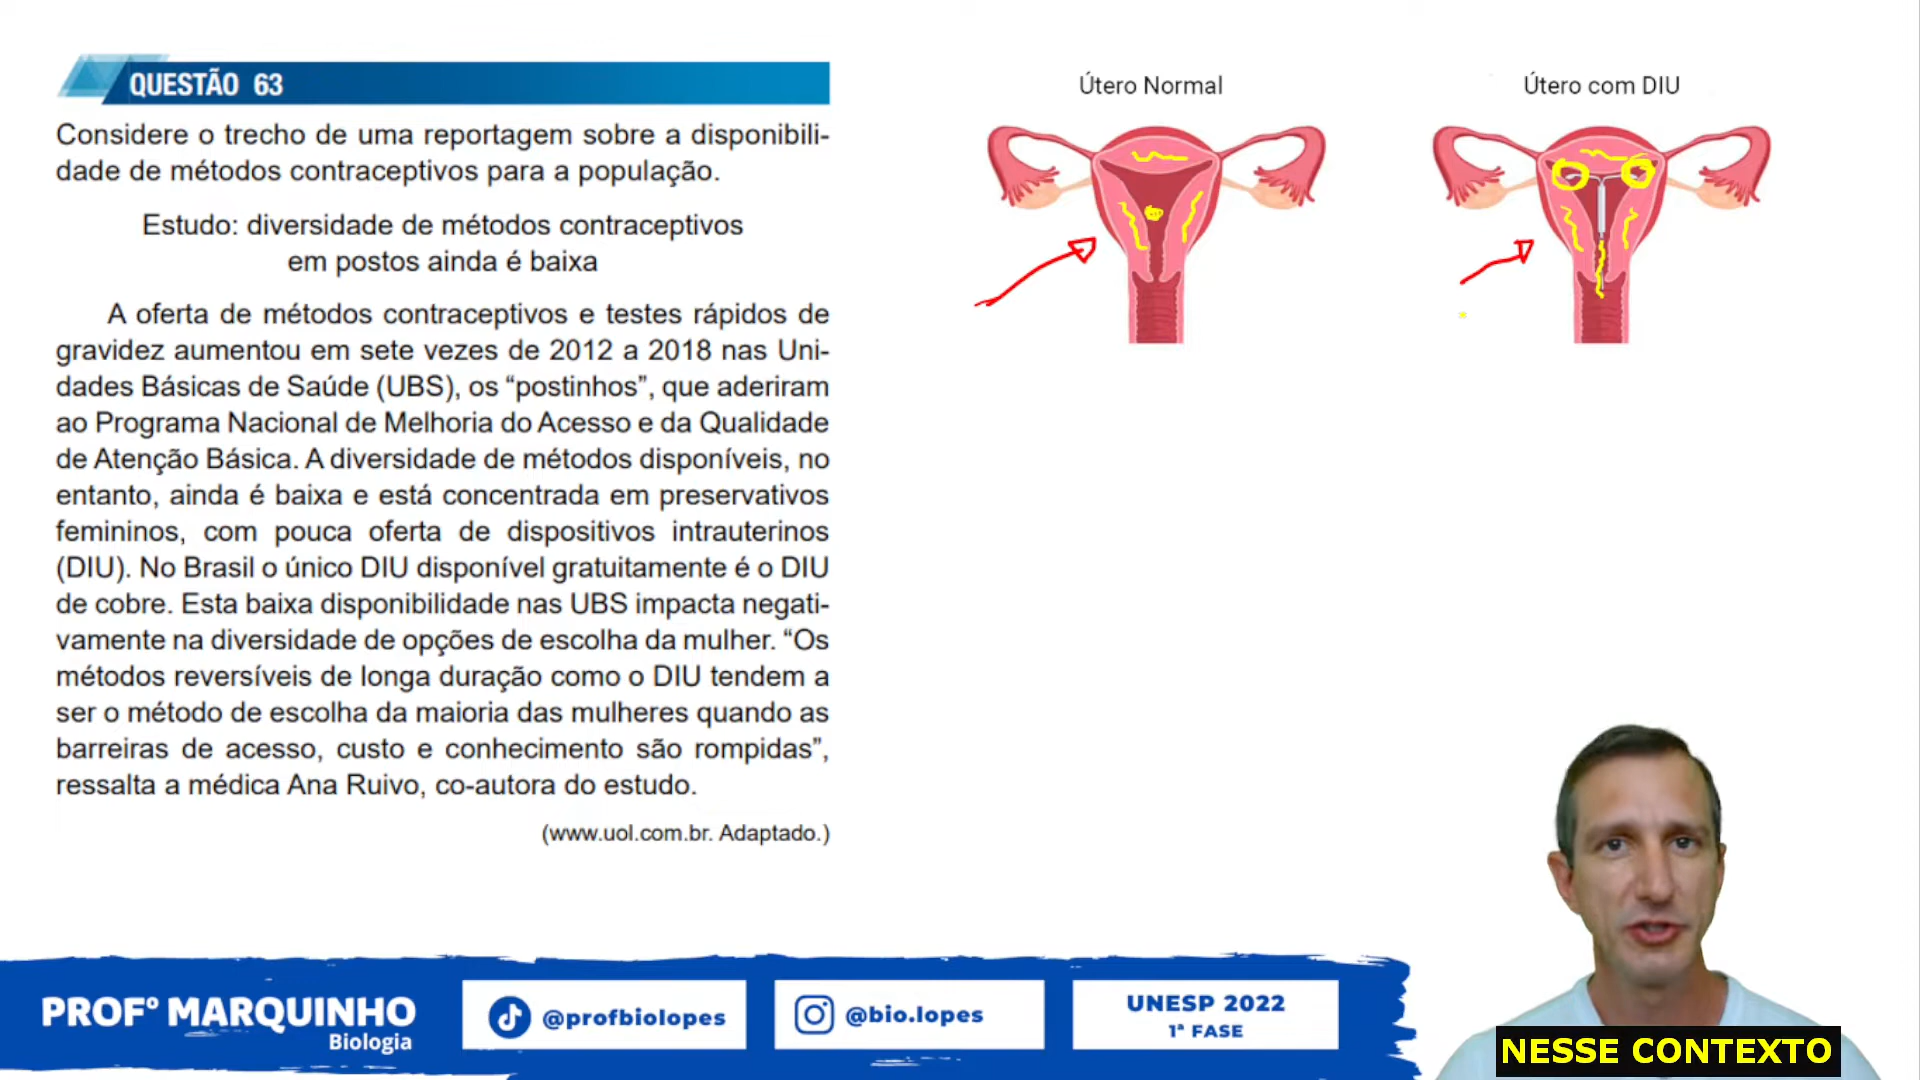 QUESTÃO 63
Considere o trecho de uma reportagem sobre a disponibili-
dade de métodos contraceptivos para a população.
Estudo: diversidade de métodos contraceptivos
em postos ainda é baixa
A oferta de métodos contraceptivos e testes rápidos de
gravidez aumentou em sete vezes de 2012 a 2018 nas Uni-
dades Básicas de Saúde (UBS), os “postinhos”, que aderiram
ao Programa Nacional de Melhoria do Acesso e da Qualidade
de Atenção Básica. A diversidade de métodos disponíveis, no
entanto, ainda é baixa e está concentrada em preservativos
femininos, com pouca oferta de dispositivos intrauterinos
(DIU). No Brasil o único DIU disponível gratuitamente é o DIU
de cobre. Esta baixa disponibilidade nas UBS impacta negati-
vamente na diversidade de opções de escolha da mulher. “Os
métodos reversíveis de longa duração como o DIU tendem a
ser o método de escolha da maioria das mulheres quando as
barreiras de acesso, custo e conhecimento são rompidas”,
ressalta a médica Ana Ruivo, co-autora do estudo.
(www.uol.com.br. Adaptado.)
Útero Normal
Útero com DIU
PROFº MARQUINHO
Biologia
@profbiolopes
@bio.lopes
UNESP 2022
1ª FASE
NESSE CONTEXTO